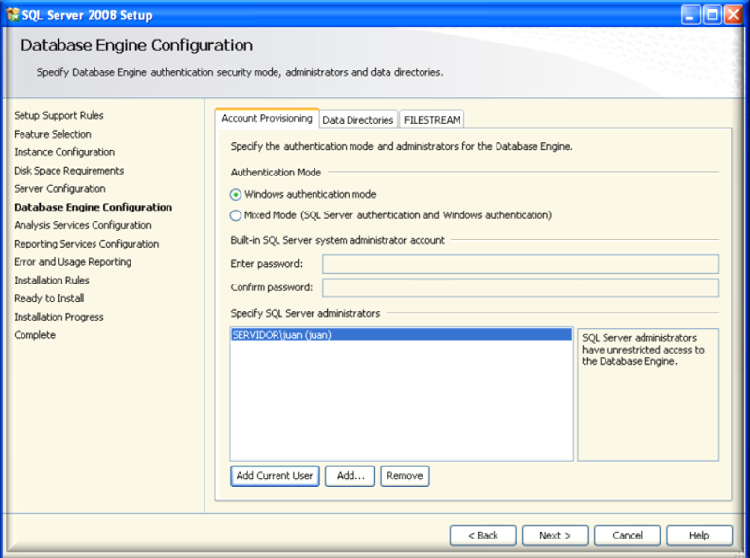 SQL Server 2008 Setup
Database Engine Configuration
Specify Database Engine authentication security mode, administrators and data directories.
Setup Support Rules
Feature Selection
Instance Configuration
Disk Space Requirements
Server Configuration
Database Engine Configuration
Analysis Services Configuration
Reporting Services Configuration
Error and Usage Reporting
Installation Rules
Ready to Install
Installation Progress
Complete
Account Provisioning Data Directories FILESTREAM
Specify the authentication mode and administrators for the Database Engine.
Authentication Mode
Windows authentication mode
Mixed Mode (SQL Server authentication and Windows authentication)
Built-in SQL Server system administrator account
Enter password:
Confirm password:
Specify SQL Server administrators
SERVIDOR\juan (juan)
SQL Server administrators
have unrestricted access to
the Database Engine.
Add Current User Add... Remove
< Back Next > Cancel Help